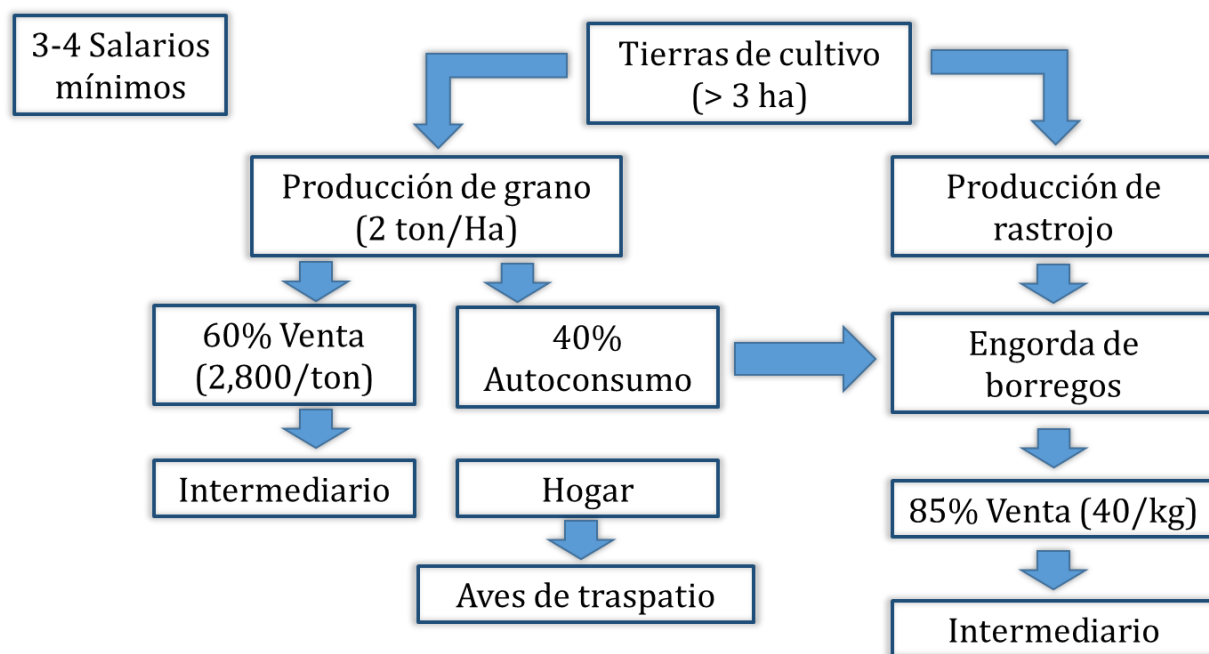 3-4 Salarios
mínimos
Tierras de cultivo
(> 3 ha)
Producción de grano
(2 ton/Ha)
Producción de
rastrojo
60% Venta
(2,800/ton)
40%
Autoconsumo
Engorda de
borregos
Intermediario
Hogar
85% Venta (40/kg)
Aves de traspatio
Intermediario